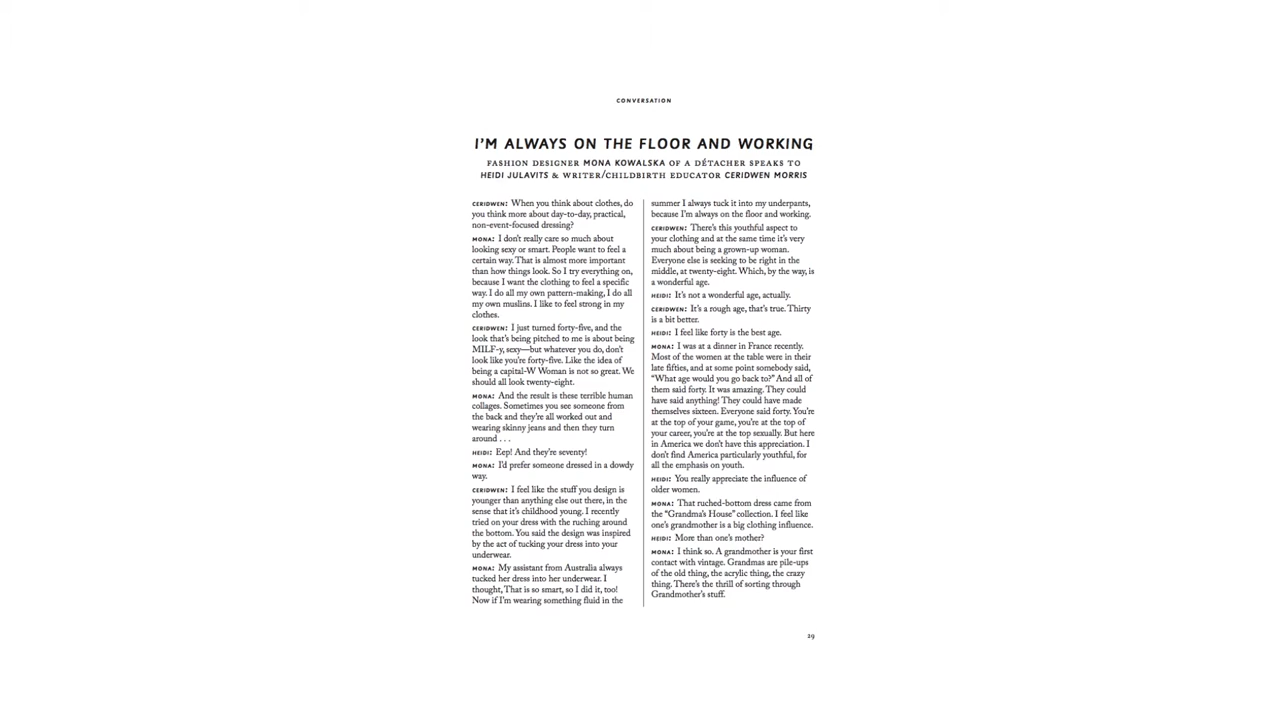 CONVERSATION
I'M ALWAYS ON THE FLOOR AND WORKING
FASHION DESIGNER MONA KOWALSKA OF A DÉTACHER SPEAKS TO
HEIDI JULAVITS & WRITER/CHILDBIRTH EDUCATOR CERIDWEN MORRIS
CERIDWEN: When you think about clothes, do
you think more about day-to-day, practical,
non-event-focused dressing?
MONA: I don't really care so much about
looking sexy or smart. People want to feel a
certain way. That is almost more important
than how things look. So I try everything on,
because I want the clothing to feel a specific
way. I do all my own pattern-making, I do all
my own muslins. I like to feel strong in my
clothes.
CERIDWEN: I just turned forty-five, and the
look that's being pitched to me is about being
MILF-y, sexy—but whatever you do, don't
look like you're forty-five. Like the idea of
being a capital-W Woman is not so great. We
should all look twenty-eight.
MONA: And the result is these terrible human
collages. Sometimes you see someone from
the back and they're all worked out and
wearing skinny jeans and then they turn
around . . .
HEIDI: Eep! And they're seventy!
MONA: I'd prefer someone dressed in a dowdy
way.
CERIDWEN: I feel like the stuff you design is
younger than anything else out there, in the
sense that it's childhood young. I recently
tried on your dress with the ruching around
the bottom. You said the design was inspired
by the act of tucking your dress into your
underwear.
MONA: My assistant from Australia always
tucked her dress into her underwear. I
thought, That is so smart, so I did it, too!
Now if I'm wearing something fluid in the
summer I always tuck it into my underpants,
because I'm always on the floor and working.
CERIDWEN: There's this youthful aspect to
your clothing and at the same time it's very
much about being a grown-up woman.
Everyone else is seeking to be right in the
middle, at twenty-eight. Which, by the way, is
a wonderful age.
HEIDI: It's not a wonderful age, actually.
CERIDWEN: It's a rough age, that's true. Thirty
is a bit better.
HEIDI: I feel like forty is the best age.
MONA: I was at a dinner in France recently.
Most of the women at the table were in their
late fifties, and at some point somebody said,
“What age would you go back to?” And all of
them said forty. It was amazing. They could
have said anything! They could have made
themselves sixteen. Everyone said forty. You're
at the top of your game, you're at the top of
your career, you're at the top sexually. But here
in America we don't have this appreciation. I
don't find America particularly youthful, for
all the emphasis on youth.
HEIDI: You really appreciate the influence of
older women.
MONA: That ruched-bottom dress came from
the “Grandma's House” collection. I feel like
one's grandmother is a big clothing influence.
HEIDI: More than one's mother?
MONA: I think so. A grandmother is your first
contact with vintage. Grandmas are pile-ups
of the old thing, the acrylic thing, the crazy
thing. There's the thrill of sorting through
Grandmother's stuff.
29